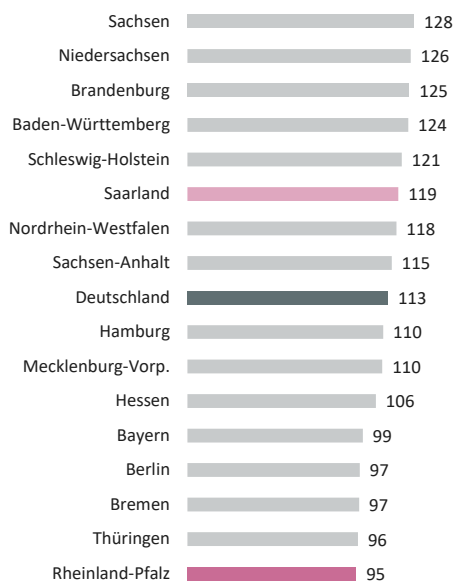 Sachsen 128
Niedersachsen 126
Brandenburg 125
Baden-Württemberg 124
Schleswig-Holstein 121
Saarland 119
Nordrhein-Westfalen 118
Sachsen-Anhalt 115
Deutschland 113
Hamburg 110
Mecklenburg-Vorp. 110
Hessen 106
Bayern 99
Berlin 97
Bremen 97
Thüringen 96
Rheinland-Pfalz 95